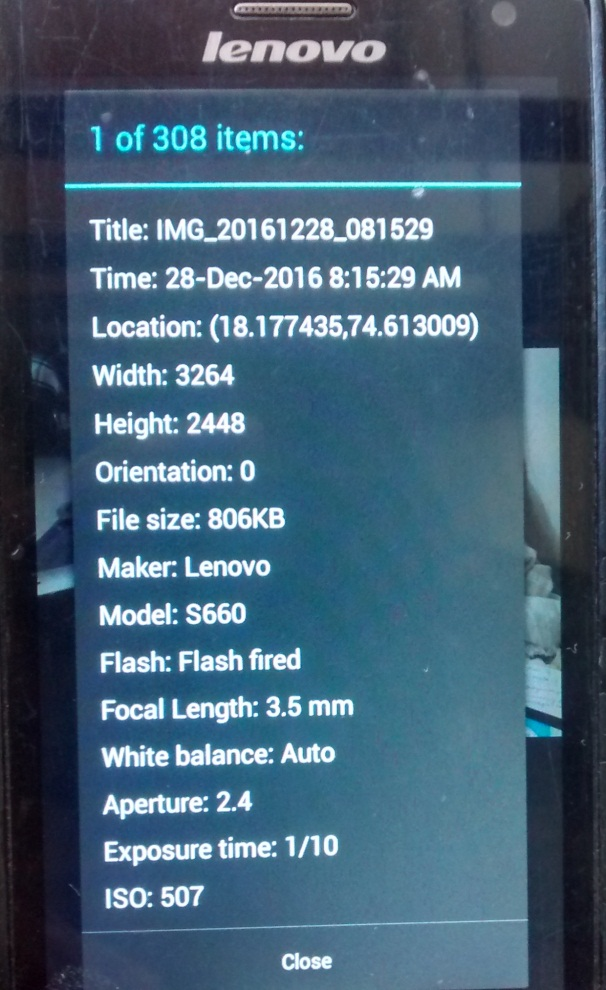 lenovo
1 of 308 items:
Title: IMG_20161228_081529
Time: 28-Dec-2016 8:15:29 AM
Location: (18.177435,74.613009)
Width: 3264
Height: 2448
Orientation: 0
File size: 806KB
Maker: Lenovo
Model: S660
Flash: Flash fired
Focal Length: 3.5 mm
White balance: Auto
Aperture: 2.4
Exposure time: 1/10
ISO: 507
Close